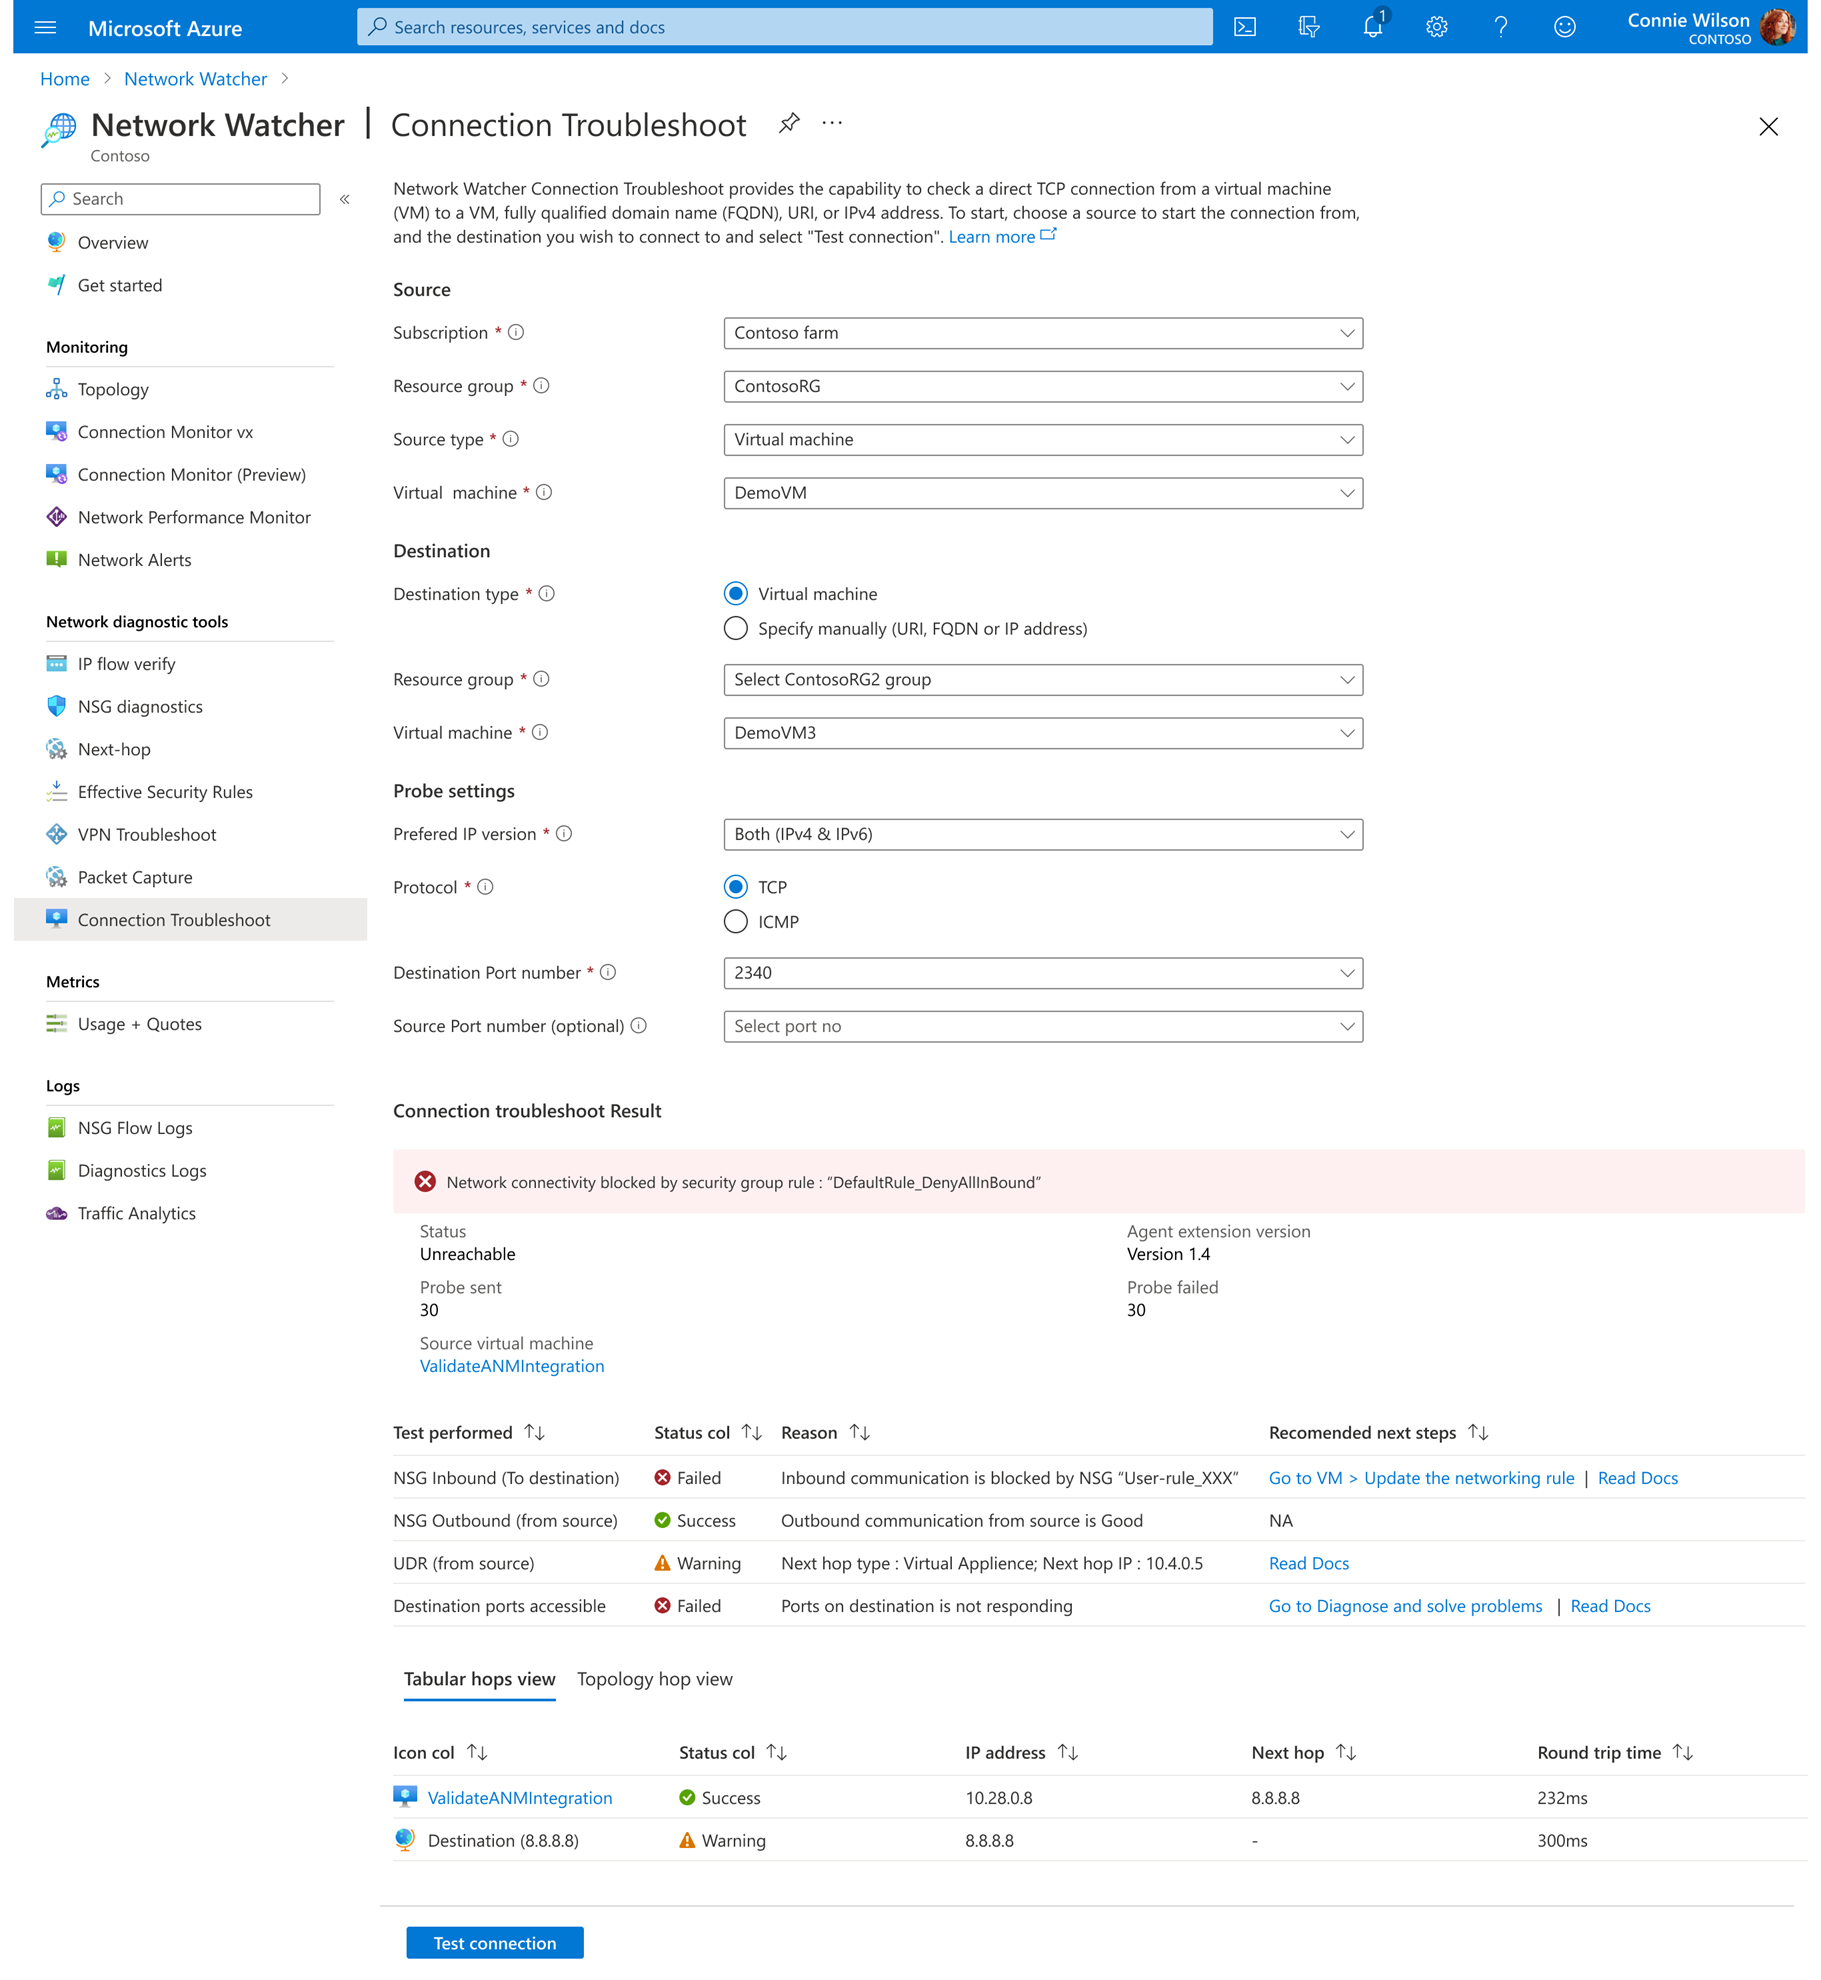 Microsoft Azure
Search resources, services and docs
1
Connie Wilson
CONTOSO
Home > Network Watcher >
Network Watcher | Connection Troubleshoot ...
Contoso
Search
«
Overview
Get started
Monitoring
Topology
Connection Monitor vx
Connection Monitor (Preview)
Network Performance Monitor
Network Alerts
Network diagnostic tools
IP flow verify
NSG diagnostics
Next-hop
Effective Security Rules
VPN Troubleshoot
Packet Capture
Connection Troubleshoot
Metrics
Usage + Quotes
Logs
NSG Flow Logs
Diagnostics Logs
Traffic Analytics
Network Watcher Connection Troubleshoot provides the capability to check a direct TCP connection from a virtual machine
(VM) to a VM, fully qualified domain name (FQDN), URI, or IPv4 address. To start, choose a source to start the connection from,
and the destination you wish to connect to and select "Test connection". Learn more
Source
Subscription * Contoso farm
Resource group * ContosoRG
Source type * Virtual machine
Virtual machine * DemoVM
Destination
Destination type * Virtual machine
Specify manually (URI, FQDN or IP address)
Resource group * Select ContosoRG2 group
Virtual machine * DemoVM3
Probe settings
Prefered IP version * Both (IPv4 & IPv6)
Protocol * TCP
ICMP
Destination Port number * 2340
Source Port number (optional) Select port no
Connection troubleshoot Result
Network connectivity blocked by security group rule : “DefaultRule_DenyAllInBound”
Status Agent extension version
Unreachable Version 1.4
Probe sent Probe failed
30 30
Source virtual machine
ValidateANMIntegration
Test performed Status col Reason Recomended next steps
NSG Inbound (To destination) Failed Inbound communication is blocked by NSG “User-rule_XXX” Go to VM > Update the networking rule | Read Docs
NSG Outbound (from source) Success Outbound communication from source is Good NA
UDR (from source) Warning Next hop type : Virtual Applience; Next hop IP : 10.4.0.5 Read Docs
Destination ports accessible Failed Ports on destination is not responding Go to Diagnose and solve problems | Read Docs
Tabular hops view Topology hop view
Icon col Status col IP address Next hop Round trip time
ValidateANMIntegration Success 10.28.0.8 8.8.8.8 232ms
Destination (8.8.8.8) Warning 8.8.8.8 - 300ms
Test connection